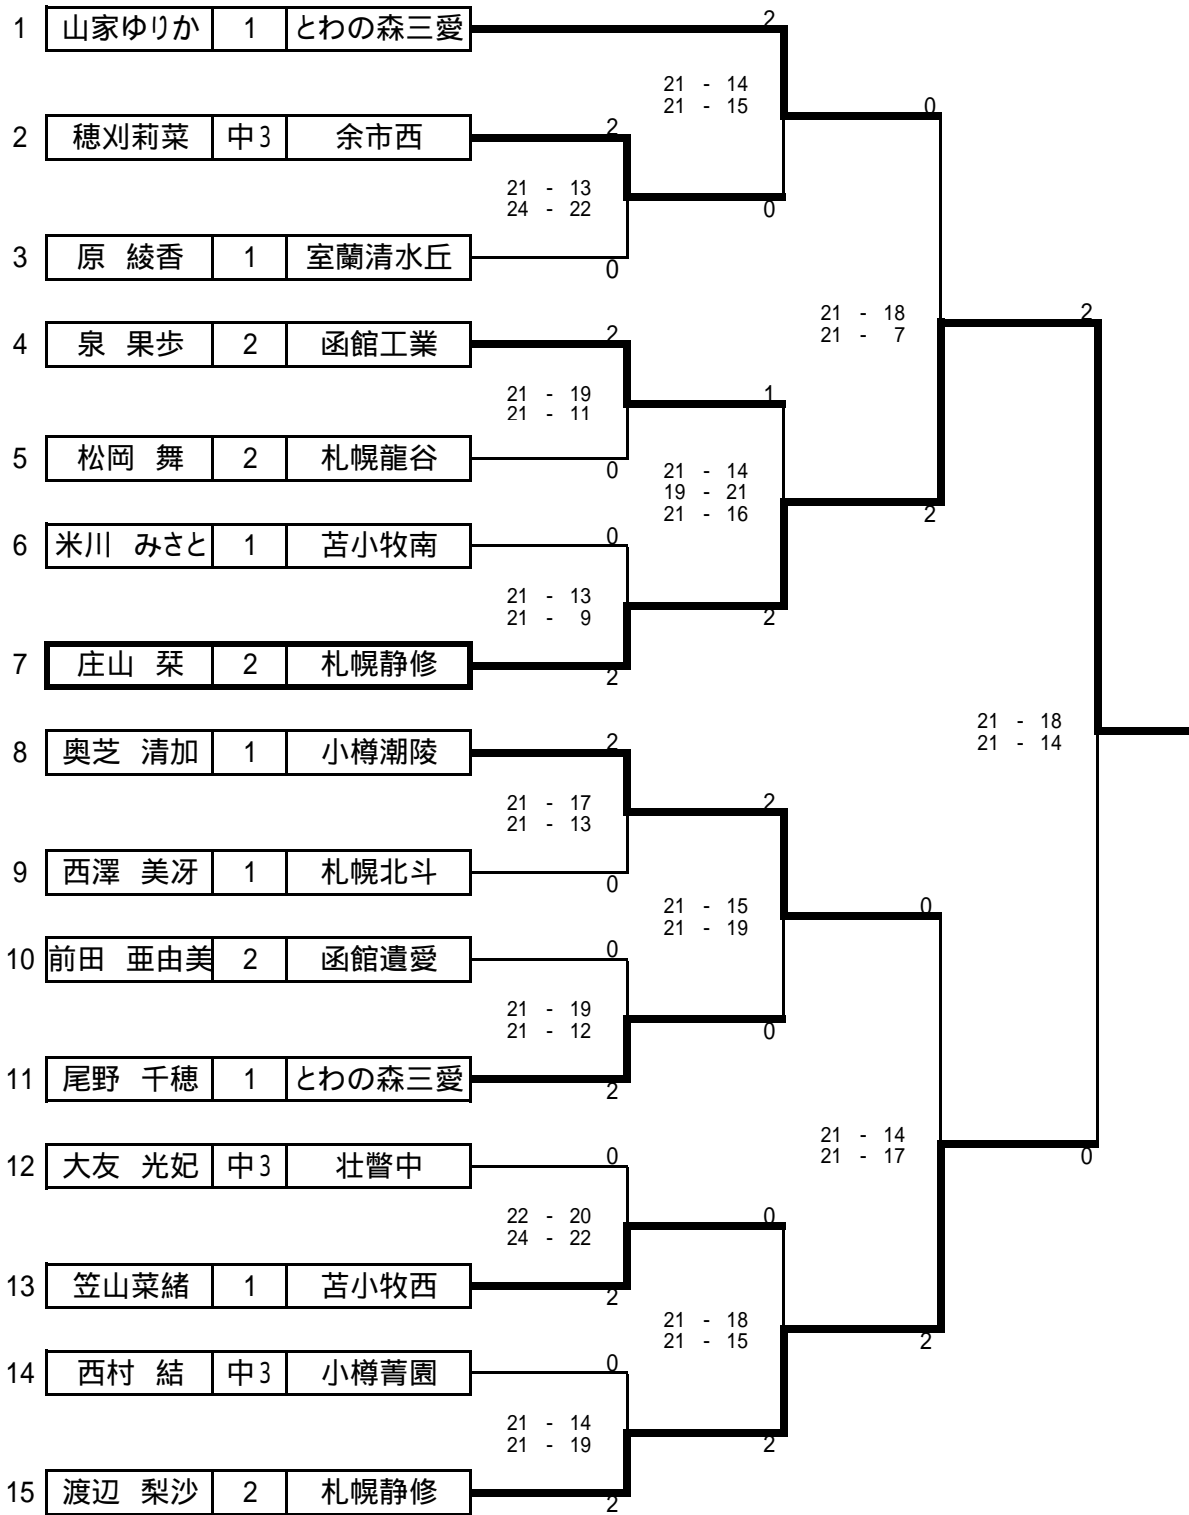 2
1 山家ゆりか 1 とわの森三愛
21 - 14
21 - 15
0
2 穂刈莉菜 中3 余市西 2
21 - 13
24 - 22
0
3 原 綾香 1 室蘭清水丘
0
21 - 18
21 - 7
2
4 泉 果歩 2 函館工業 2
21 - 19
21 - 11
1
5 松岡 舞 2 札幌龍谷
0
21 - 14
19 - 21
21 - 16
2
6 米川 みさと 1 苫小牧南 0
21 - 13
21 - 9
2
7 庄山 栞 2 札幌静修
2
21 - 18
21 - 14
8 奥芝 清加 1 小樽潮陵 2
21 - 17
21 - 13
2
9 西澤 美冴 1 札幌北斗
0
21 - 15
21 - 19
0
10 前田 亜由美 2 函館遺愛 0
21 - 19
21 - 12
0
11 尾野 千穂 1 とわの森三愛
2
21 - 14
21 - 17
0
12 大友 光妃 中3 壮瞥中 0
22 - 20
24 - 22
0
13 笠山菜緒 1 苫小牧西
2
21 - 18
21 - 15
2
14 西村 結 中3 小樽菁園 0
21 - 14
21 - 19
2
15 渡辺 梨沙 2 札幌静修
2